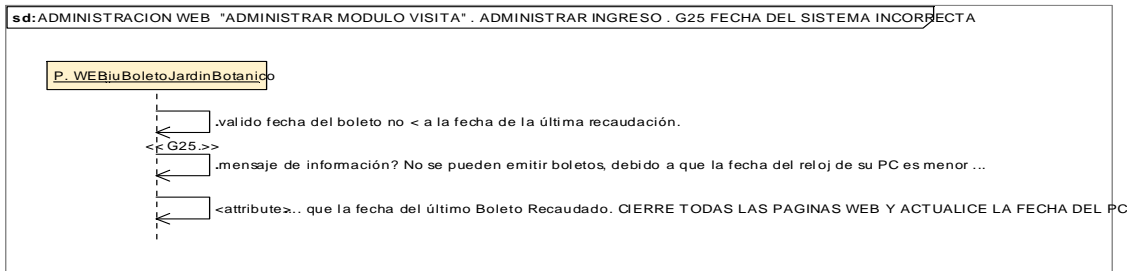 sd: ADMINISTRACION WEB "ADMINISTRAR MODULO VISITA" . ADMINISTRAR INGRESO . G25 FECHA DEL SISTEMA INCORRECTA
P. WEB:iuBoletoJardinBotanico
.valido fecha del boleto no < a la fecha de la última recaudación.
<< G25.>>
.mensaje de información? No se pueden emitir boletos, debido a que la fecha del reloj de su PC es menor ...
<attribute>... que la fecha del último Boleto Recaudado. CIERRE TODAS LAS PAGINAS WEB Y ACTUALICE LA FECHA DEL PC